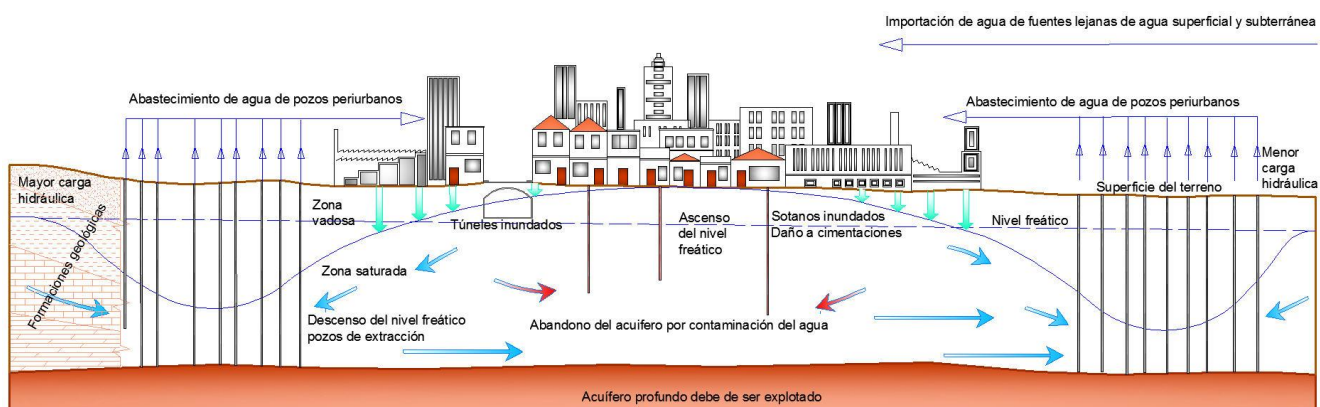 Importación de agua de fuentes lejanas de agua superficial y subterránea
Abastecimiento de agua de pozos periurbanos
Abastecimiento de agua de pozos periurbanos
Mayor carga
hidráulica
Formaciones geológicas
Zona
vadosa
Túneles inundados
Ascenso
del nivel
freático
Sotanos inundados
Daño a cimentaciones
Nivel freático
Superficie del terreno
Menor
carga
hidráulica
Zona saturada
Descenso del nivel freático
pozos de extracción
Abandono del acuifero por contaminación del agua
Acuífero profundo debe de ser explotado